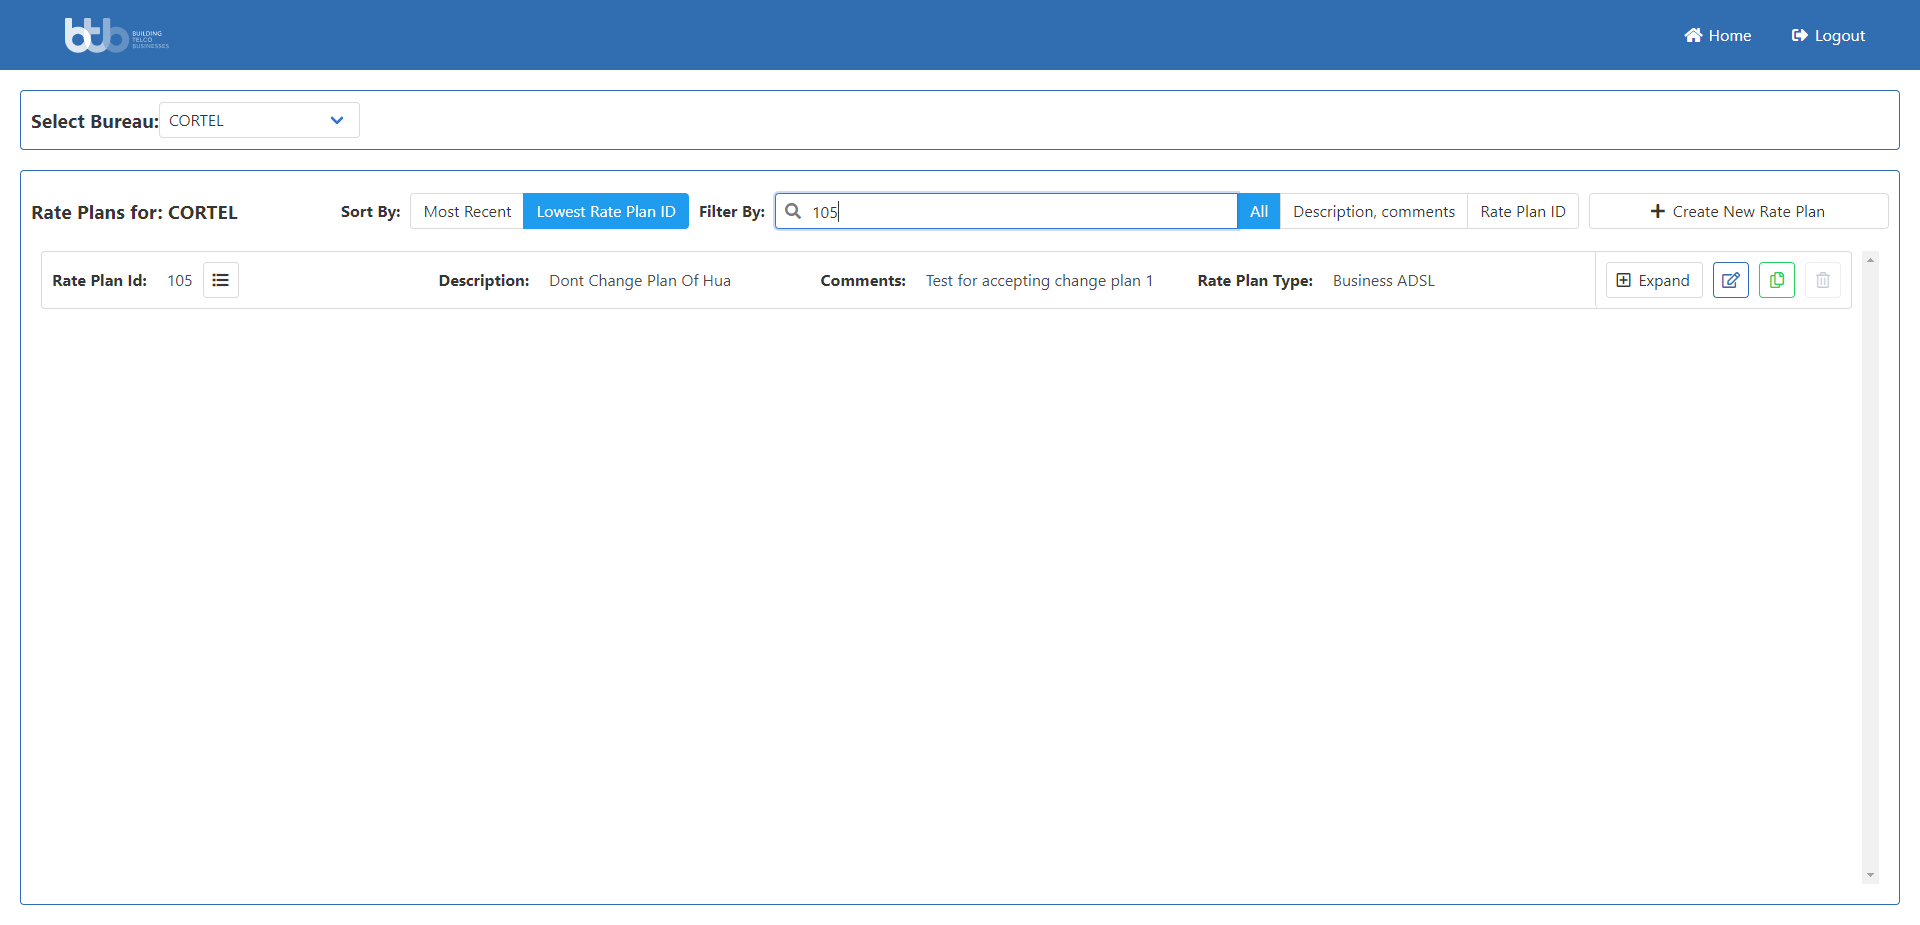 btb BUILDING TELCO BUSINESSES
Home Logout
Select Bureau: CORTEL
Rate Plans for: CORTEL Sort By: Most Recent Lowest Rate Plan ID Filter By: 105 All Description, comments Rate Plan ID Create New Rate Plan
Rate Plan Id: 105 Description: Dont Change Plan Of Hua Comments: Test for accepting change plan 1 Rate Plan Type: Business ADSL Expand